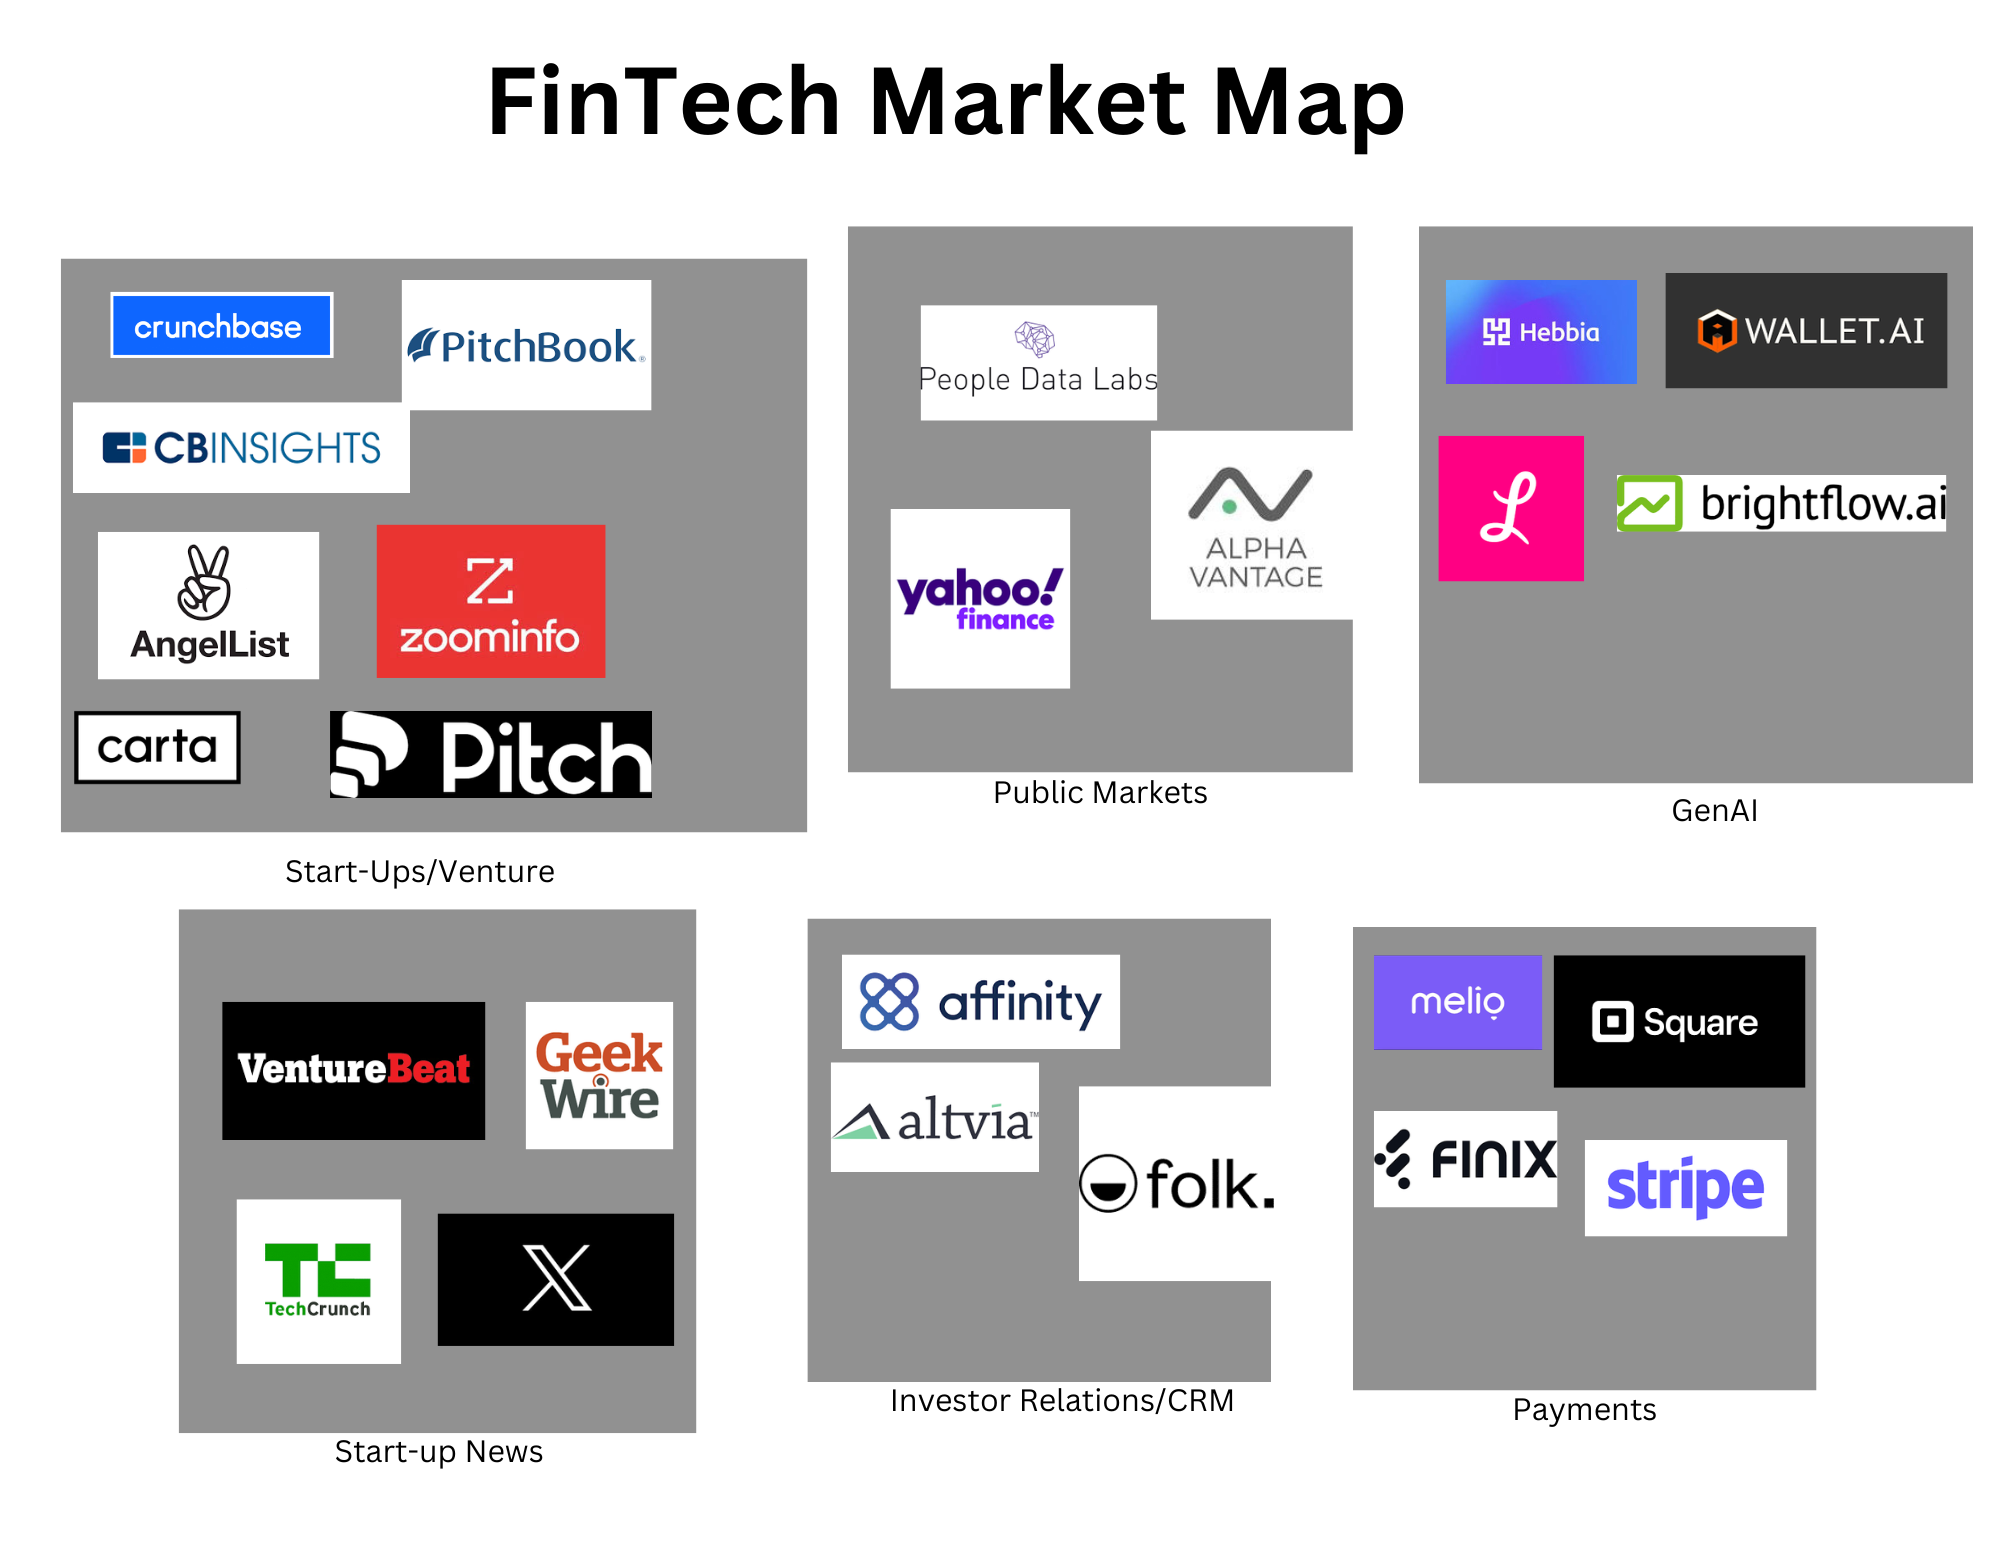 FinTech Market Map
crunchbase
PitchBook®
CBINSIGHTS
AngelList
zoominfo
carta
Pitch
Start-Ups/Venture
People Data Labs
ALPHA
VANTAGE
yahoo!
finance
Public Markets
Hebbia
WALLET.AI
L
brightflow.ai
GenAI
VentureBeat
Geek
Wire
TC
TechCrunch
X
Start-up News
affinity
altvia™
folk.
Investor Relations/CRM
melio
Square
FINIX
stripe
Payments